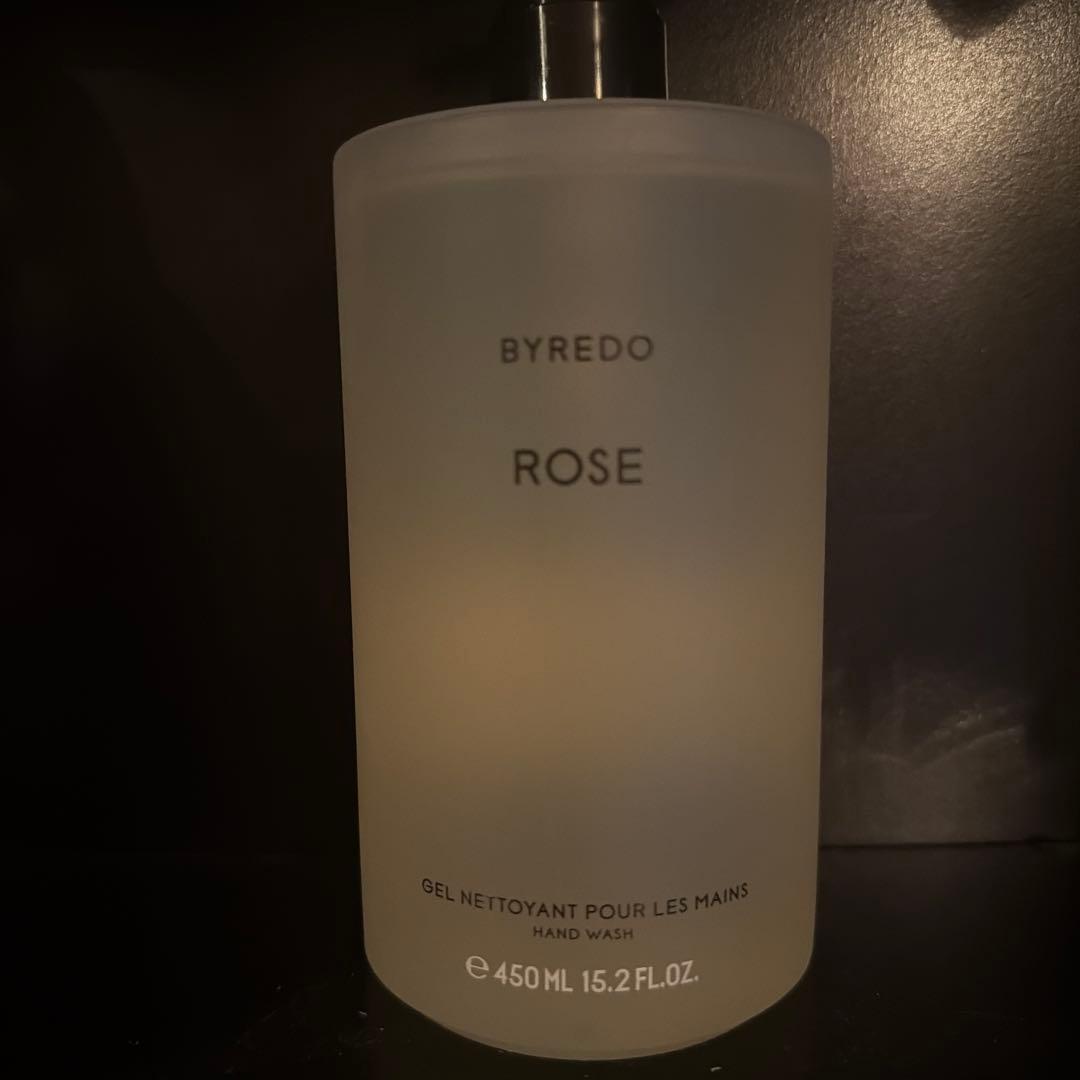 BYREDO
ROSE
GEL NETTOYANT POUR LES MAINS
HAND WASH
℮450 ML 15.2 FL.OZ.